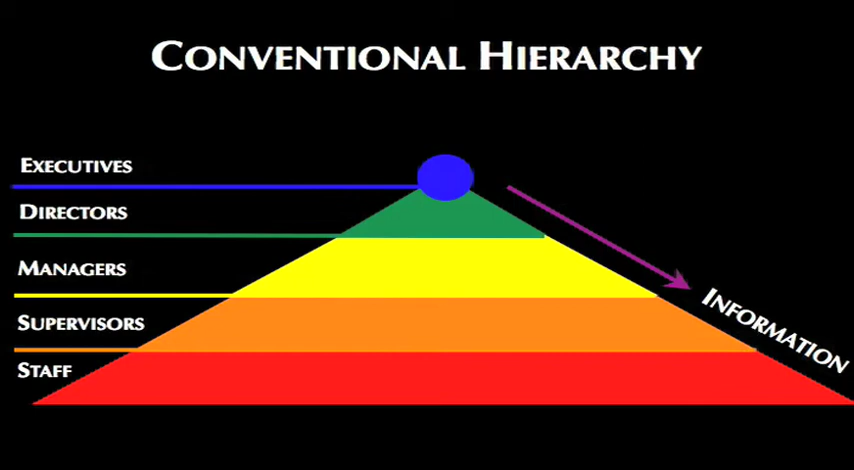 CONVENTIONAL HIERARCHY
EXECUTIVES
DIRECTORS
MANAGERS
SUPERVISORS
STAFF
INFORMATION